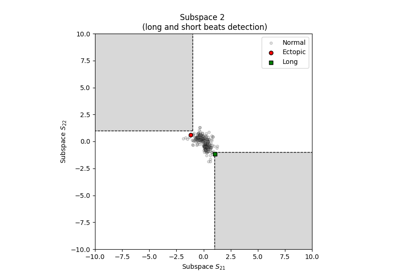 Subspace 2
(long and short beats detection)
10.0
7.5
5.0
2.5
0.0
−2.5
−5.0
−7.5
−10.0
Subspace S22
Normal
Ectopic
Long
−10.0 −7.5 −5.0 −2.5 0.0 2.5 5.0 7.5 10.0
Subspace S21